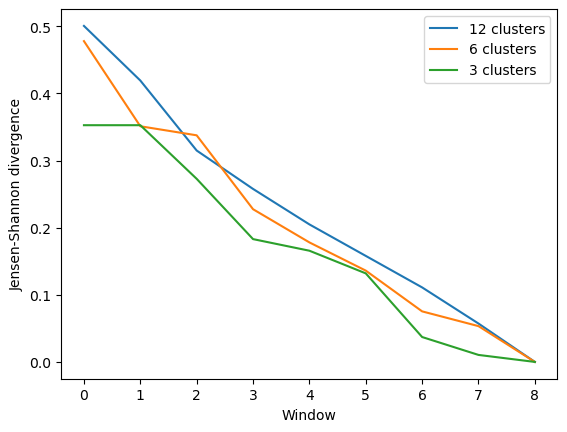 0.5
0.4
0.3
0.2
0.1
0.0
Jensen-Shannon divergence
12 clusters
6 clusters
3 clusters
0 1 2 3 4 5 6 7 8
Window